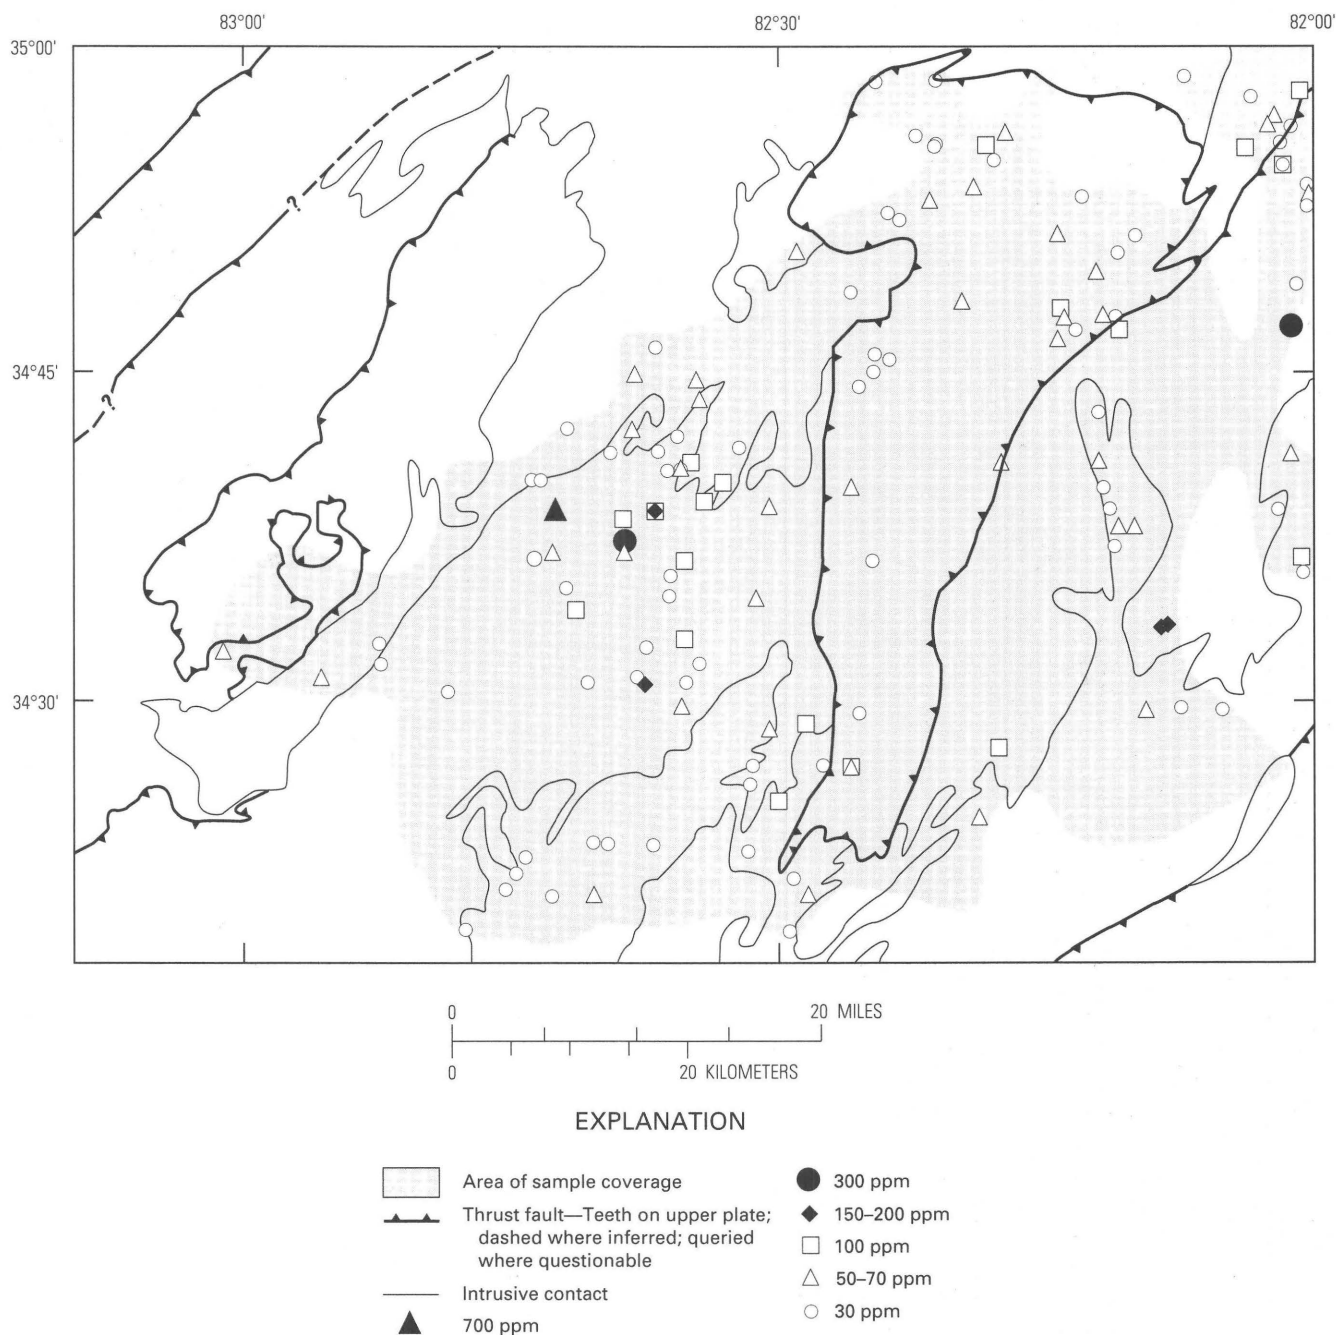 83°00'
82°30'
82°00'
35°00'
?
34°45'
?
34°30'
0
20 MILES
0
20 KILOMETERS
EXPLANATION
Area of sample coverage
Thrust fault—Teeth on upper plate;
dashed where inferred; queried
where questionable
Intrusive contact
700 ppm
300 ppm
150–200 ppm
100 ppm
50–70 ppm
30 ppm